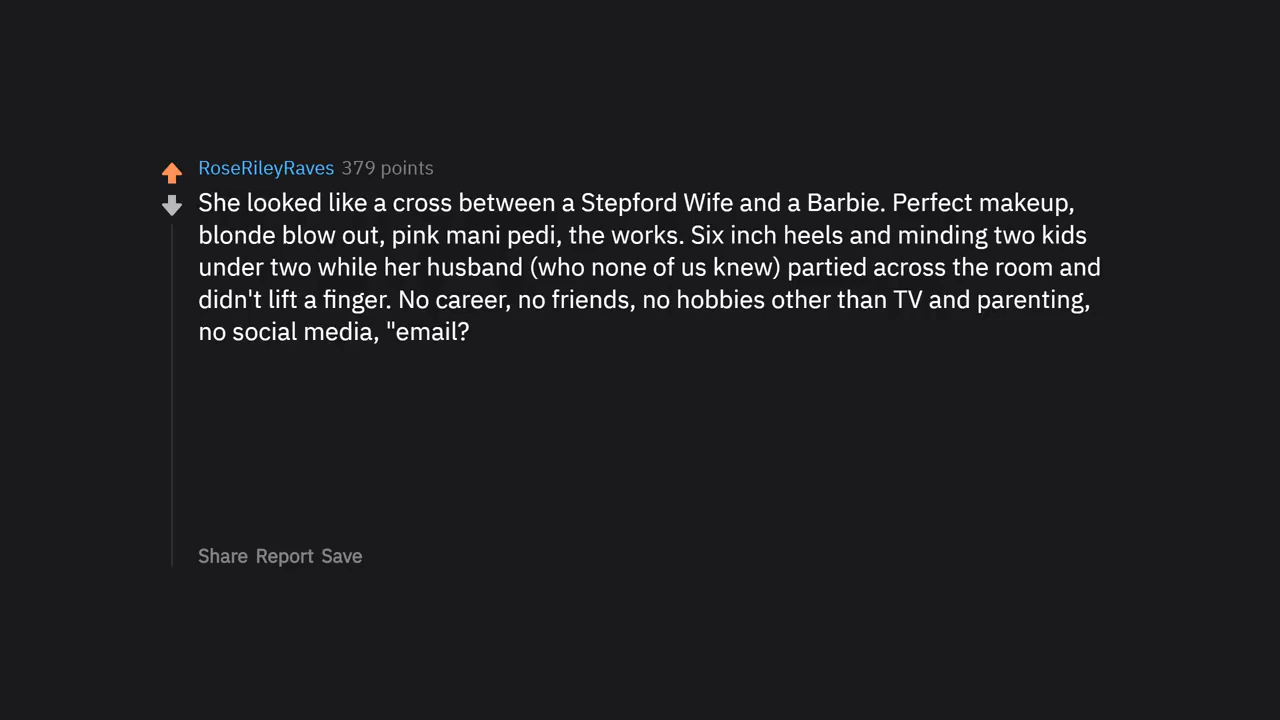 RoseRileyRaves 379 points
She looked like a cross between a Stepford Wife and a Barbie. Perfect makeup,
blonde blow out, pink mani pedi, the works. Six inch heels and minding two kids
under two while her husband (who none of us knew) partied across the room and
didn't lift a finger. No career, no friends, no hobbies other than TV and parenting,
no social media, "email?
Share Report Save